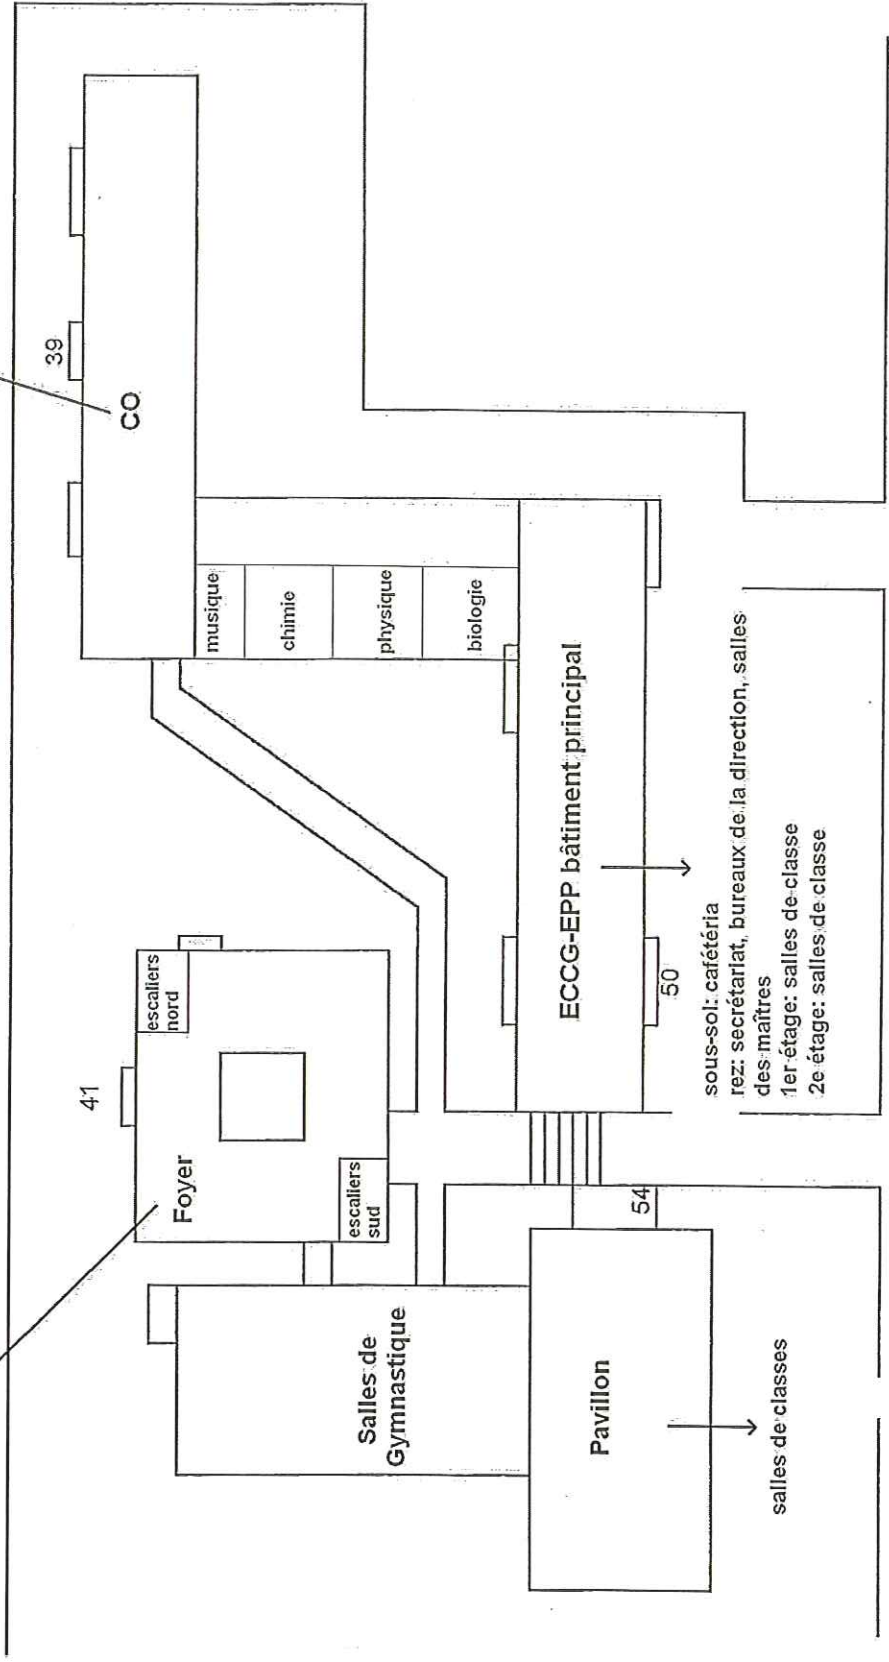 41
39
escaliers
nord
Foyer
escaliers
sud
CO
musique
chimie
physique
biologie
Salles de
Gymnastique
ECCG-EPP bâtiment principal
50
54
Pavillon
sous-sol: cafétéria
rez: secrétariat, bureaux de la direction, salles
des maîtres
1er étage: salles de classe
2e étage: salles de classe
salles de classes